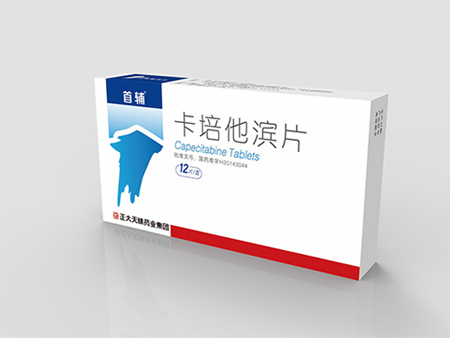 首辅
卡培他滨片
Capecitabine Tablets
批准文号：国药准字H20143044
12片/盒
正大天晴药业集团